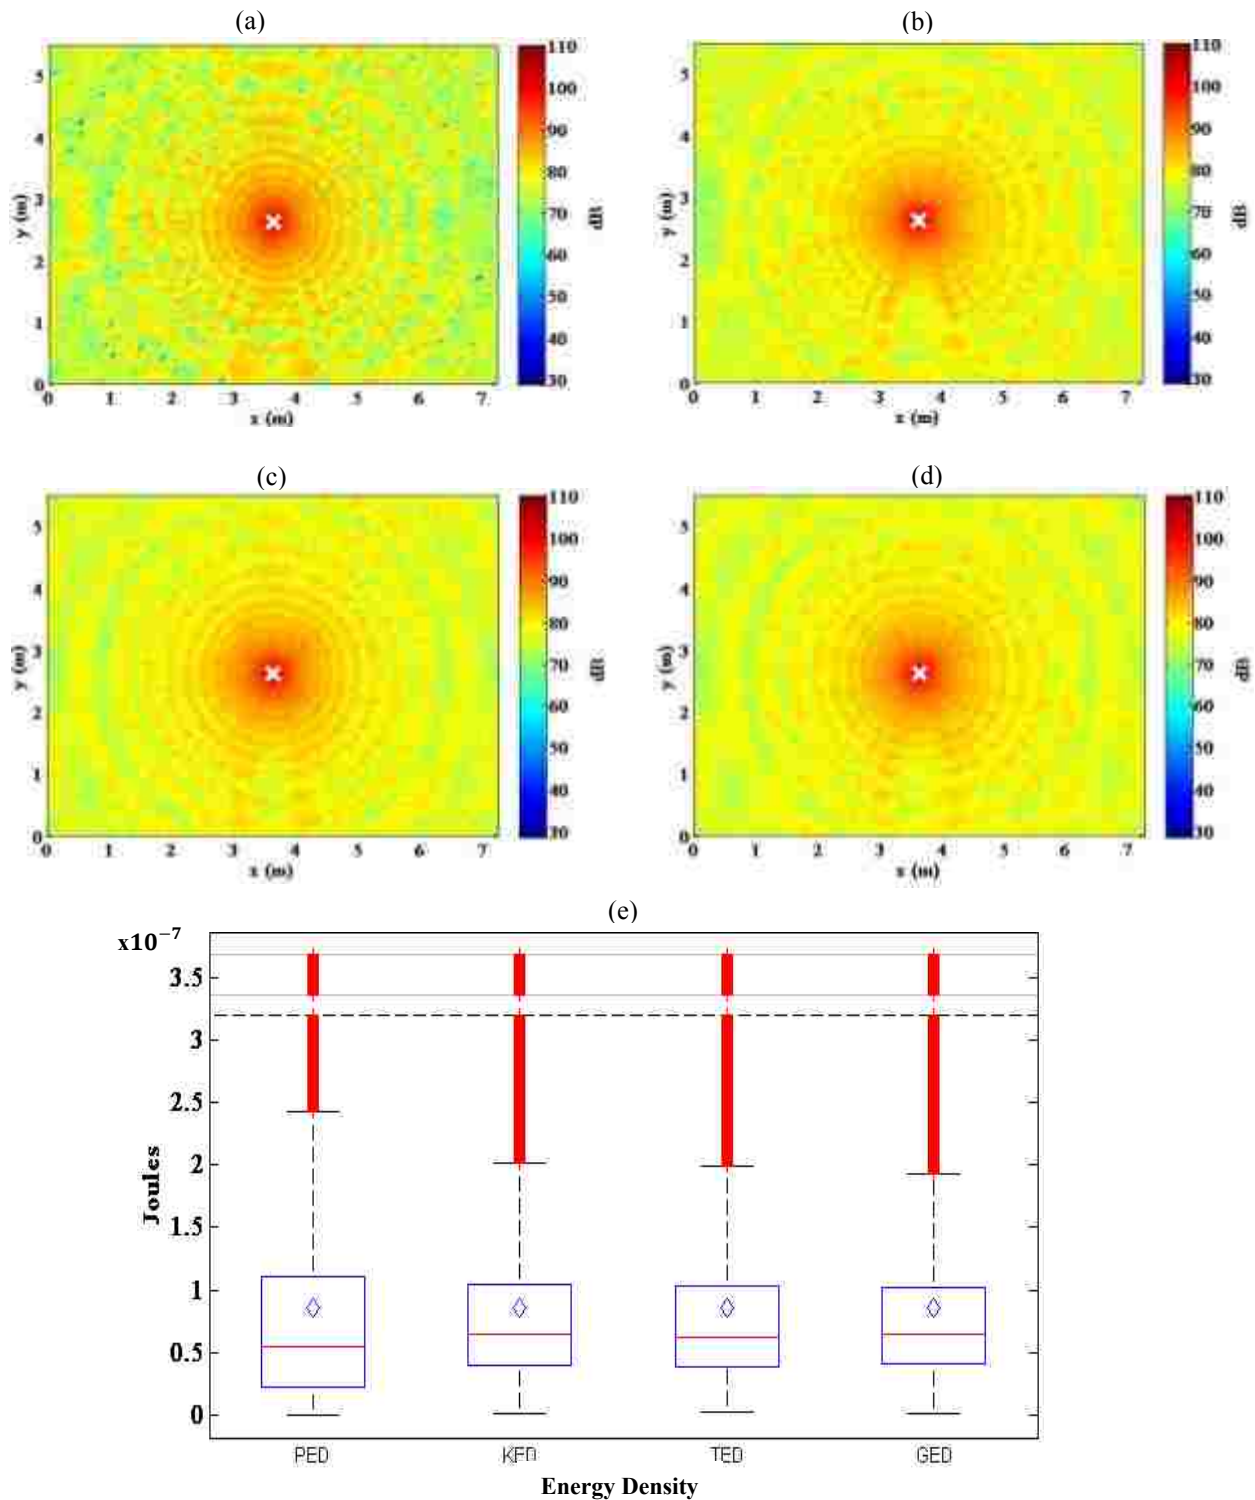 (a)
(b)
110
100
90
80
70
60
50
40
30
dB
5
4
3
2
1
0
y (m)
0 1 2 3 4 5 6 7
x (m)
110
100
90
80
70
60
50
40
30
dB
5
4
3
2
1
0
y (m)
0 1 2 3 4 5 6 7
x (m)
(c)
(d)
110
100
90
80
70
60
50
40
30
dB
5
4
3
2
1
0
y (m)
0 1 2 3 4 5 6 7
x (m)
110
100
90
80
70
60
50
40
30
dB
5
4
3
2
1
0
y (m)
0 1 2 3 4 5 6 7
x (m)
(e)
x10⁻⁷
3.5
3
2.5
2
1.5
1
0.5
0
Joules
PED KED TED GED
Energy Density